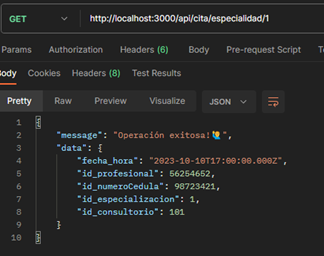 GET http://localhost:3000/api/cita/especialidad/1
Params Authorization Headers (6) Body Pre-request Script
Body Cookies Headers (8) Test Results
Pretty Raw Preview Visualize JSON
1 {
2 "message": "Operación exitosa!🙋‍♂️",
3 "data": {
4 "fecha_hora": "2023-10-10T17:00:00.000Z",
5 "id_profesional": 56254652,
6 "id_numeroCedula": 98723421,
7 "id_especializacion": 1,
8 "id_consultorio": 101
9 }
10 }